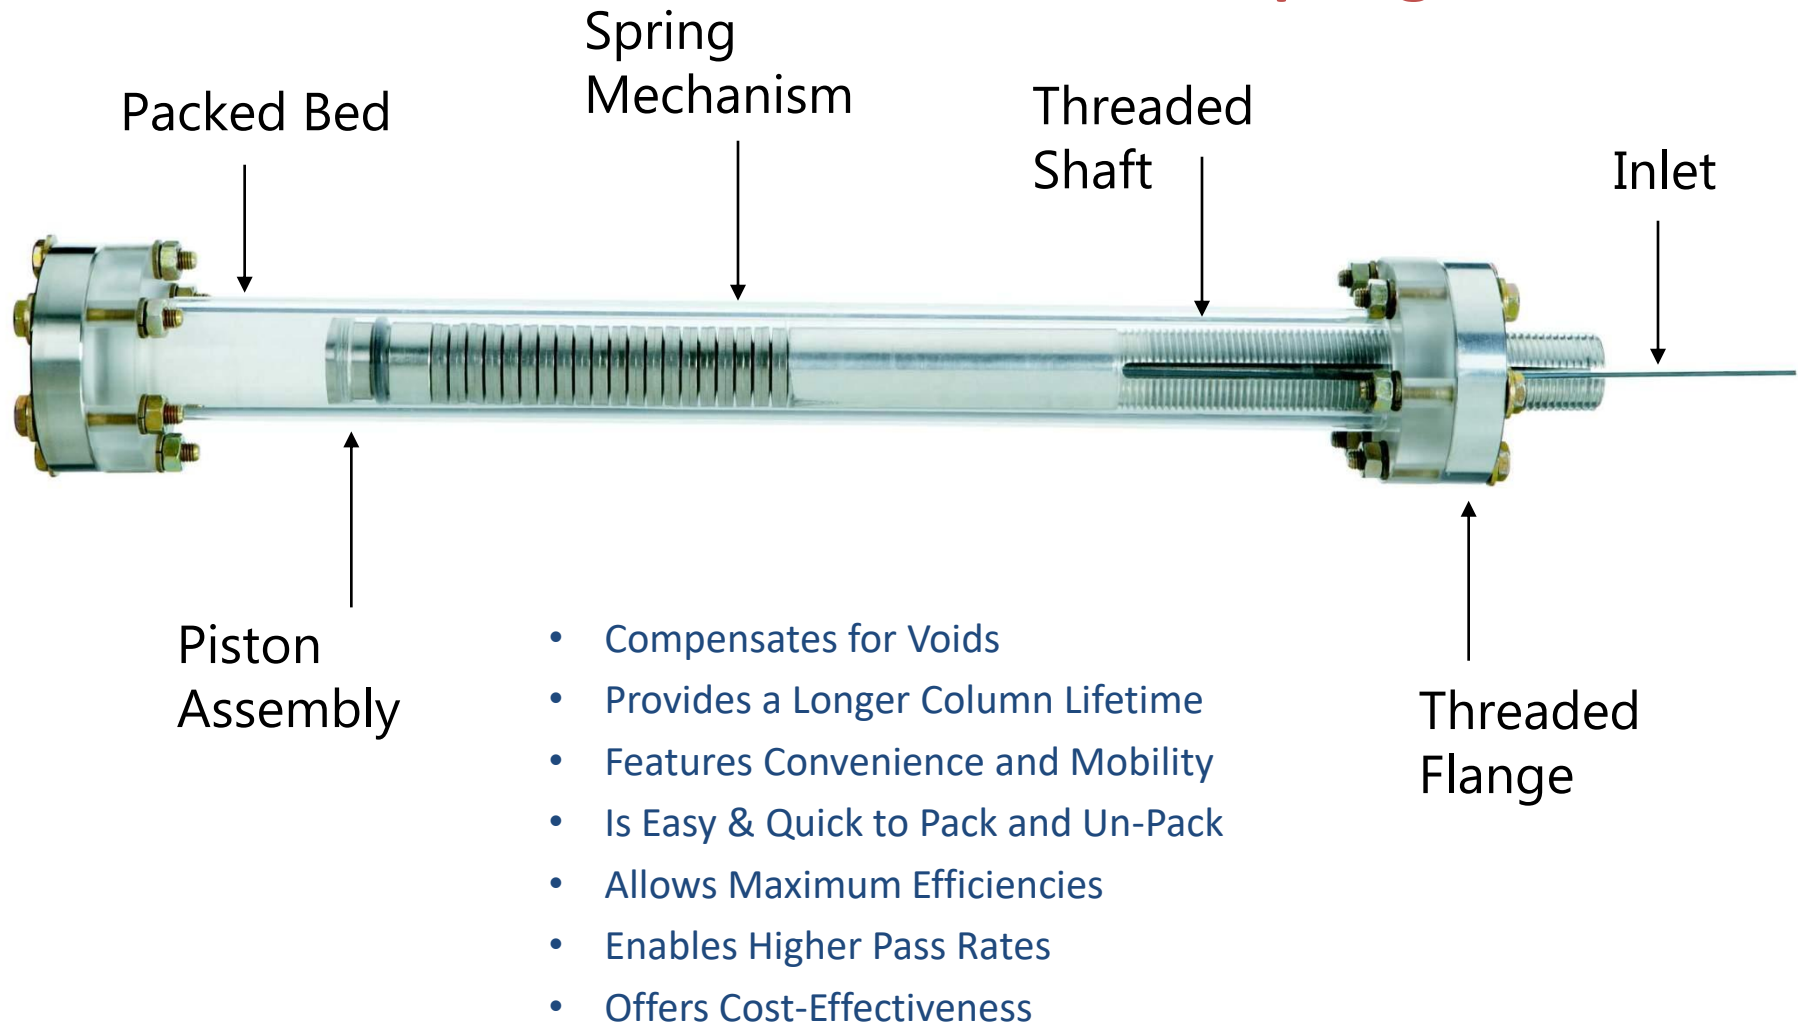 Spring
Mechanism
Packed Bed
Threaded
Shaft
Inlet
Piston
Assembly
Threaded
Flange
• Compensates for Voids
• Provides a Longer Column Lifetime
• Features Convenience and Mobility
• Is Easy & Quick to Pack and Un-Pack
• Allows Maximum Efficiencies
• Enables Higher Pass Rates
• Offers Cost-Effectiveness